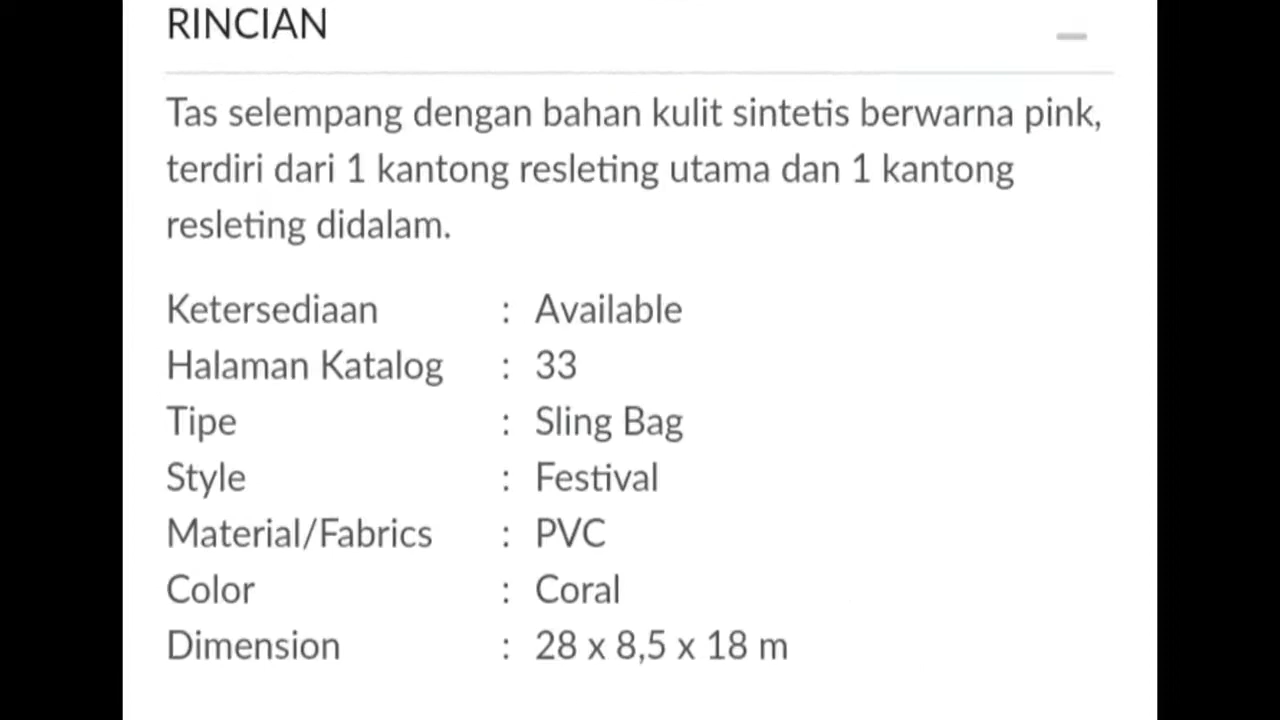 RINCIAN
Tas selempang dengan bahan kulit sintetis berwarna pink,
terdiri dari 1 kantong resleting utama dan 1 kantong
resleting didalam.
Ketersediaan : Available
Halaman Katalog : 33
Tipe : Sling Bag
Style : Festival
Material/Fabrics : PVC
Color : Coral
Dimension : 28 x 8,5 x 18 m